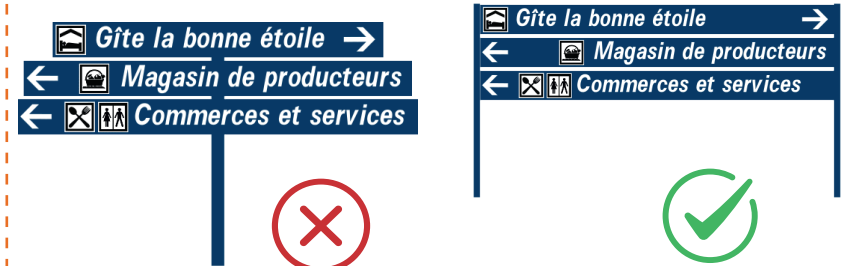 Gîte la bonne étoile
Magasin de producteurs
Commerces et services
Gîte la bonne étoile
Magasin de producteurs
Commerces et services